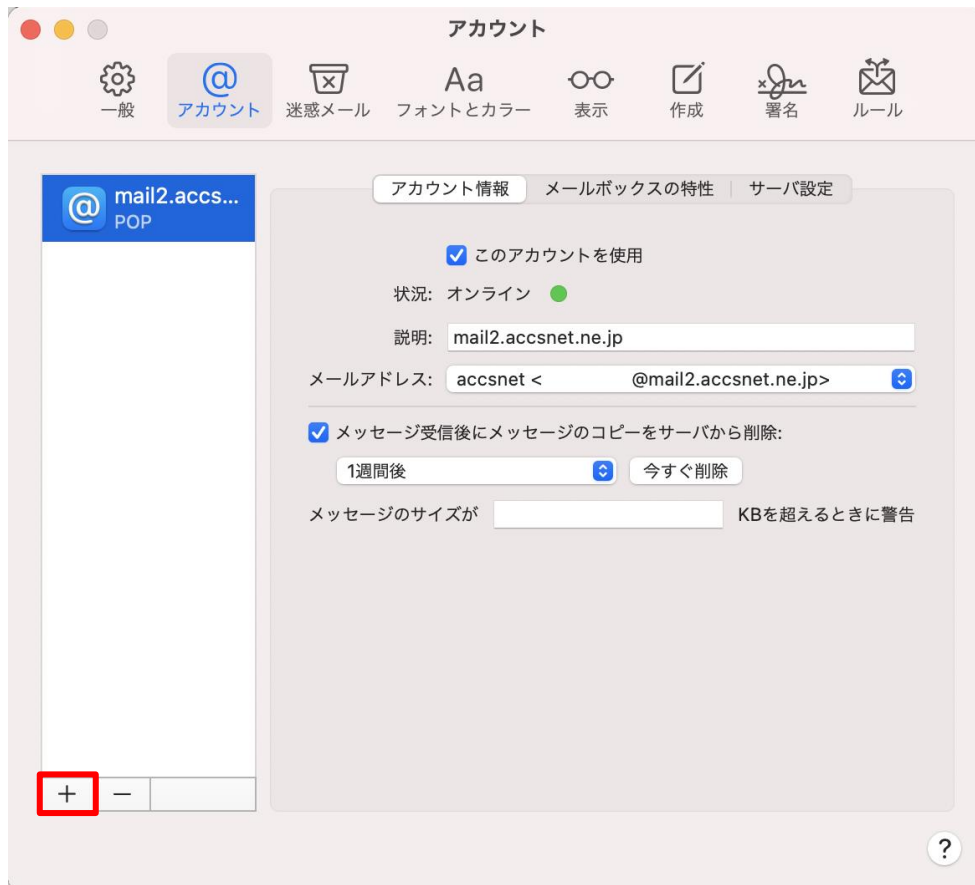 アカウント
一般 アカウント 迷惑メール Aa フォントとカラー 表示 作成 署名 ルール
mail2.accs...
POP
アカウント情報 メールボックスの特性 サーバ設定
このアカウントを使用
状況: オンライン
説明: mail2.accsnet.ne.jp
メールアドレス: accsnet < @mail2.accsnet.ne.jp>
メッセージ受信後にメッセージのコピーをサーバから削除:
1週間後 今すぐ削除
メッセージのサイズが KBを超えるときに警告
+ −
?